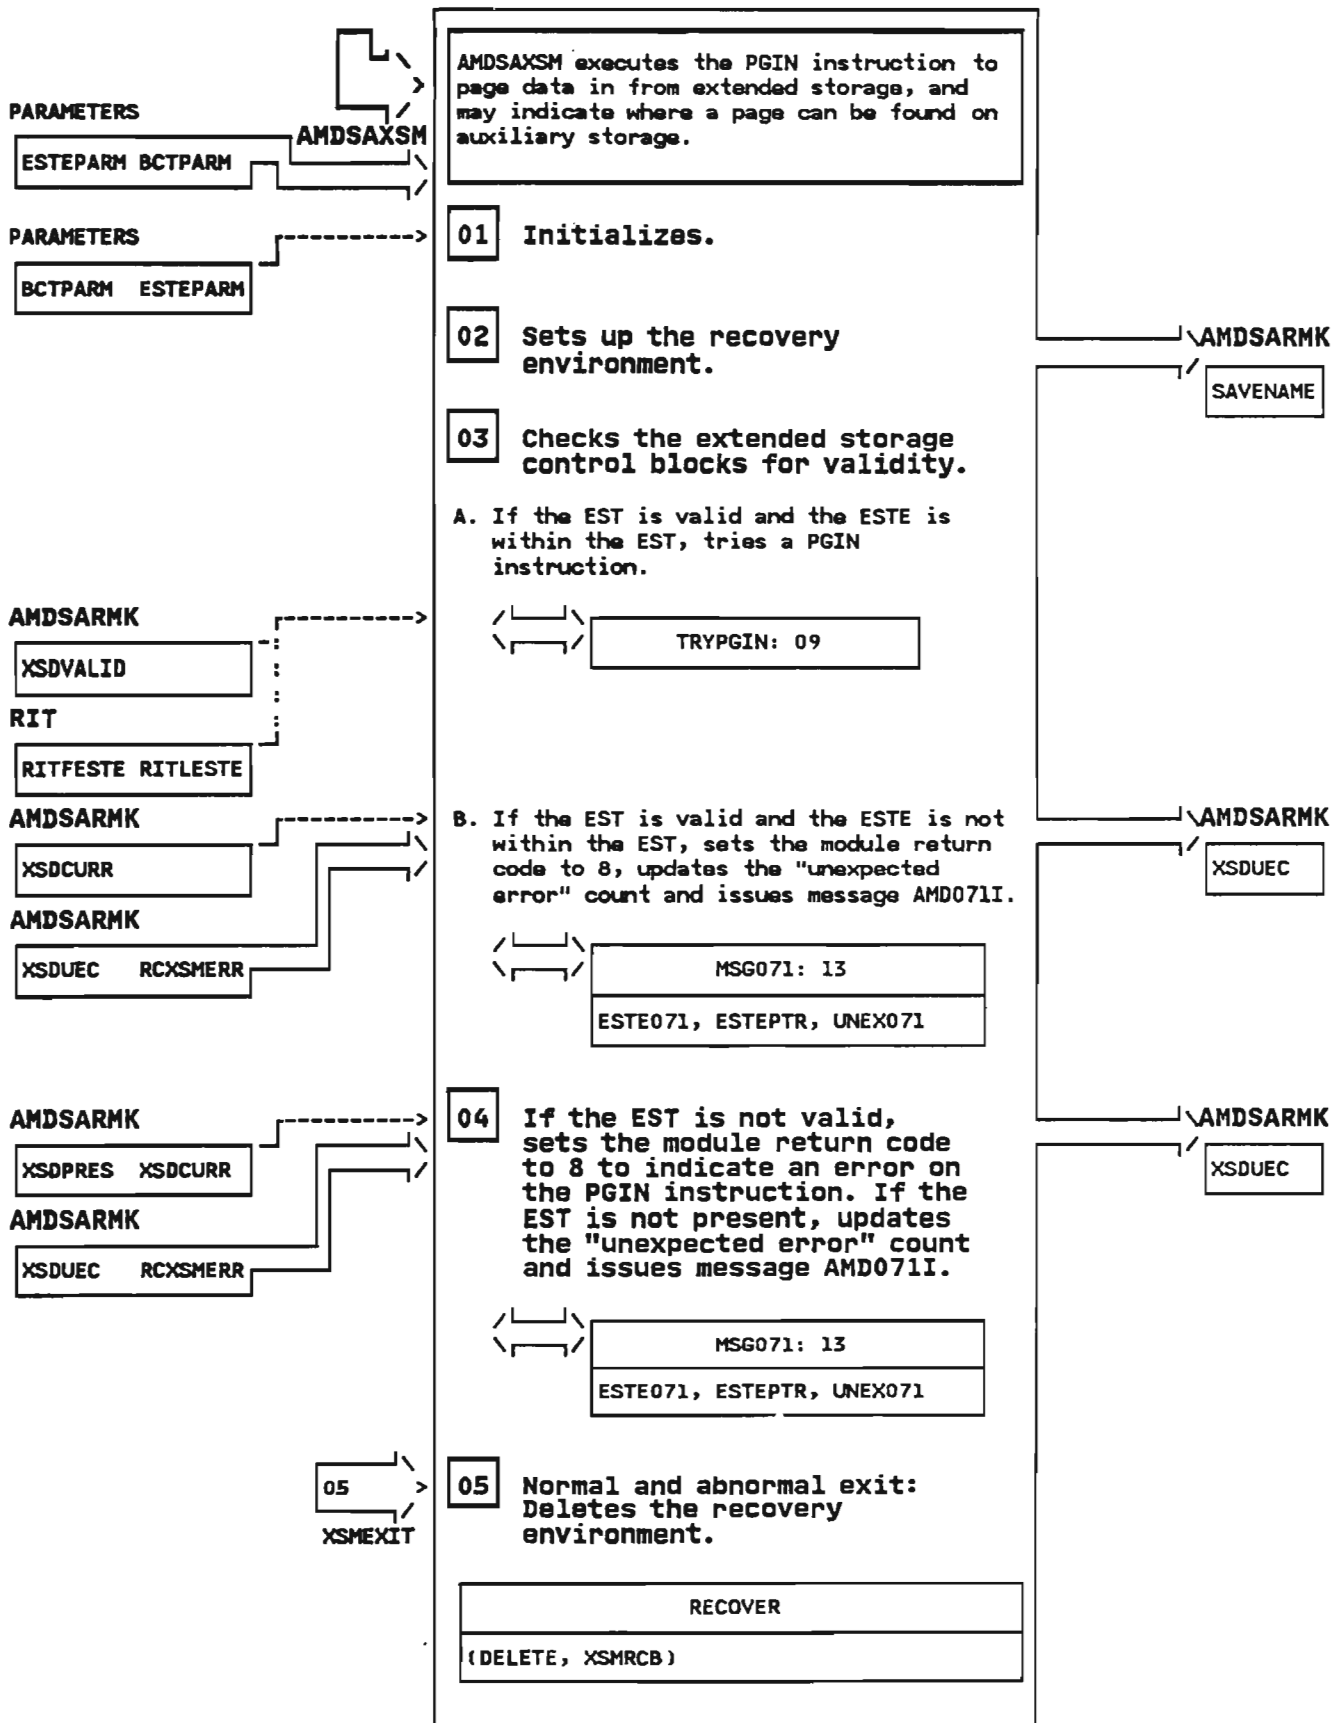 AMDSAXSM executes the PGIN instruction to
page data in from extended storage, and
may indicate where a page can be found on
auxiliary storage.
PARAMETERS
AMDSAXSM
ESTEPARM BCTPARM
PARAMETERS
BCTPARM ESTEPARM
01 Initializes.
02 Sets up the recovery
environment.
AMDSARMK
SAVENAME
03 Checks the extended storage
control blocks for validity.
A. If the EST is valid and the ESTE is
within the EST, tries a PGIN
instruction.
AMDSARMK
XSDVALID
TRYPGIN: 09
RIT
RITFESTE RITLESTE
AMDSARMK
XSDCURR
AMDSARMK
XSDUEC RCXSMERR
B. If the EST is valid and the ESTE is not
within the EST, sets the module return
code to 8, updates the "unexpected
error" count and issues message AMD071I.
AMDSARMK
XSDUEC
MSG071: 13
ESTE071, ESTEPTR, UNEX071
AMDSARMK
XSDPRES XSDCURR
AMDSARMK
XSDUEC RCXSMERR
04 If the EST is not valid,
sets the module return code
to 8 to indicate an error on
the PGIN instruction. If the
EST is not present, updates
the "unexpected error" count
and issues message AMD071I.
AMDSARMK
XSDUEC
MSG071: 13
ESTE071, ESTEPTR, UNEX071
05
XSMEXIT
05 Normal and abnormal exit:
Deletes the recovery
environment.
RECOVER
(DELETE, XSMRCB)